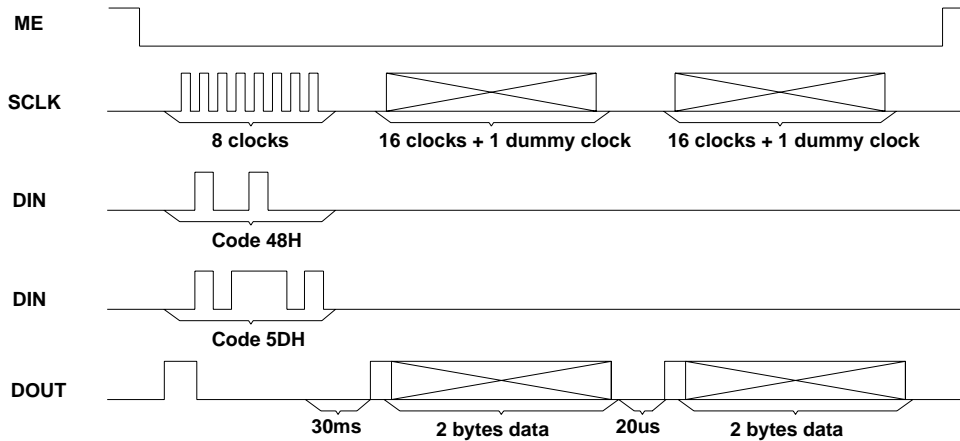 ME
SCLK
8 clocks
16 clocks + 1 dummy clock
16 clocks + 1 dummy clock
DIN
Code 48H
DIN
Code 5DH
DOUT
30ms
2 bytes data
20us
2 bytes data